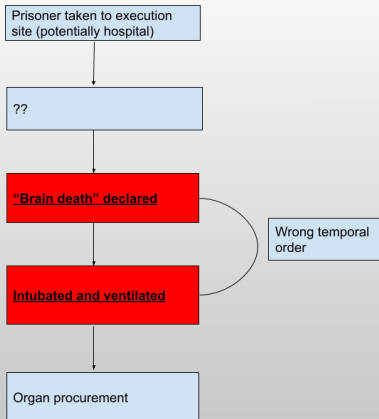 Prisoner taken to execution
site (potentially hospital)
??
“Brain death” declared
Wrong temporal
order
Intubated and ventilated
Organ procurement